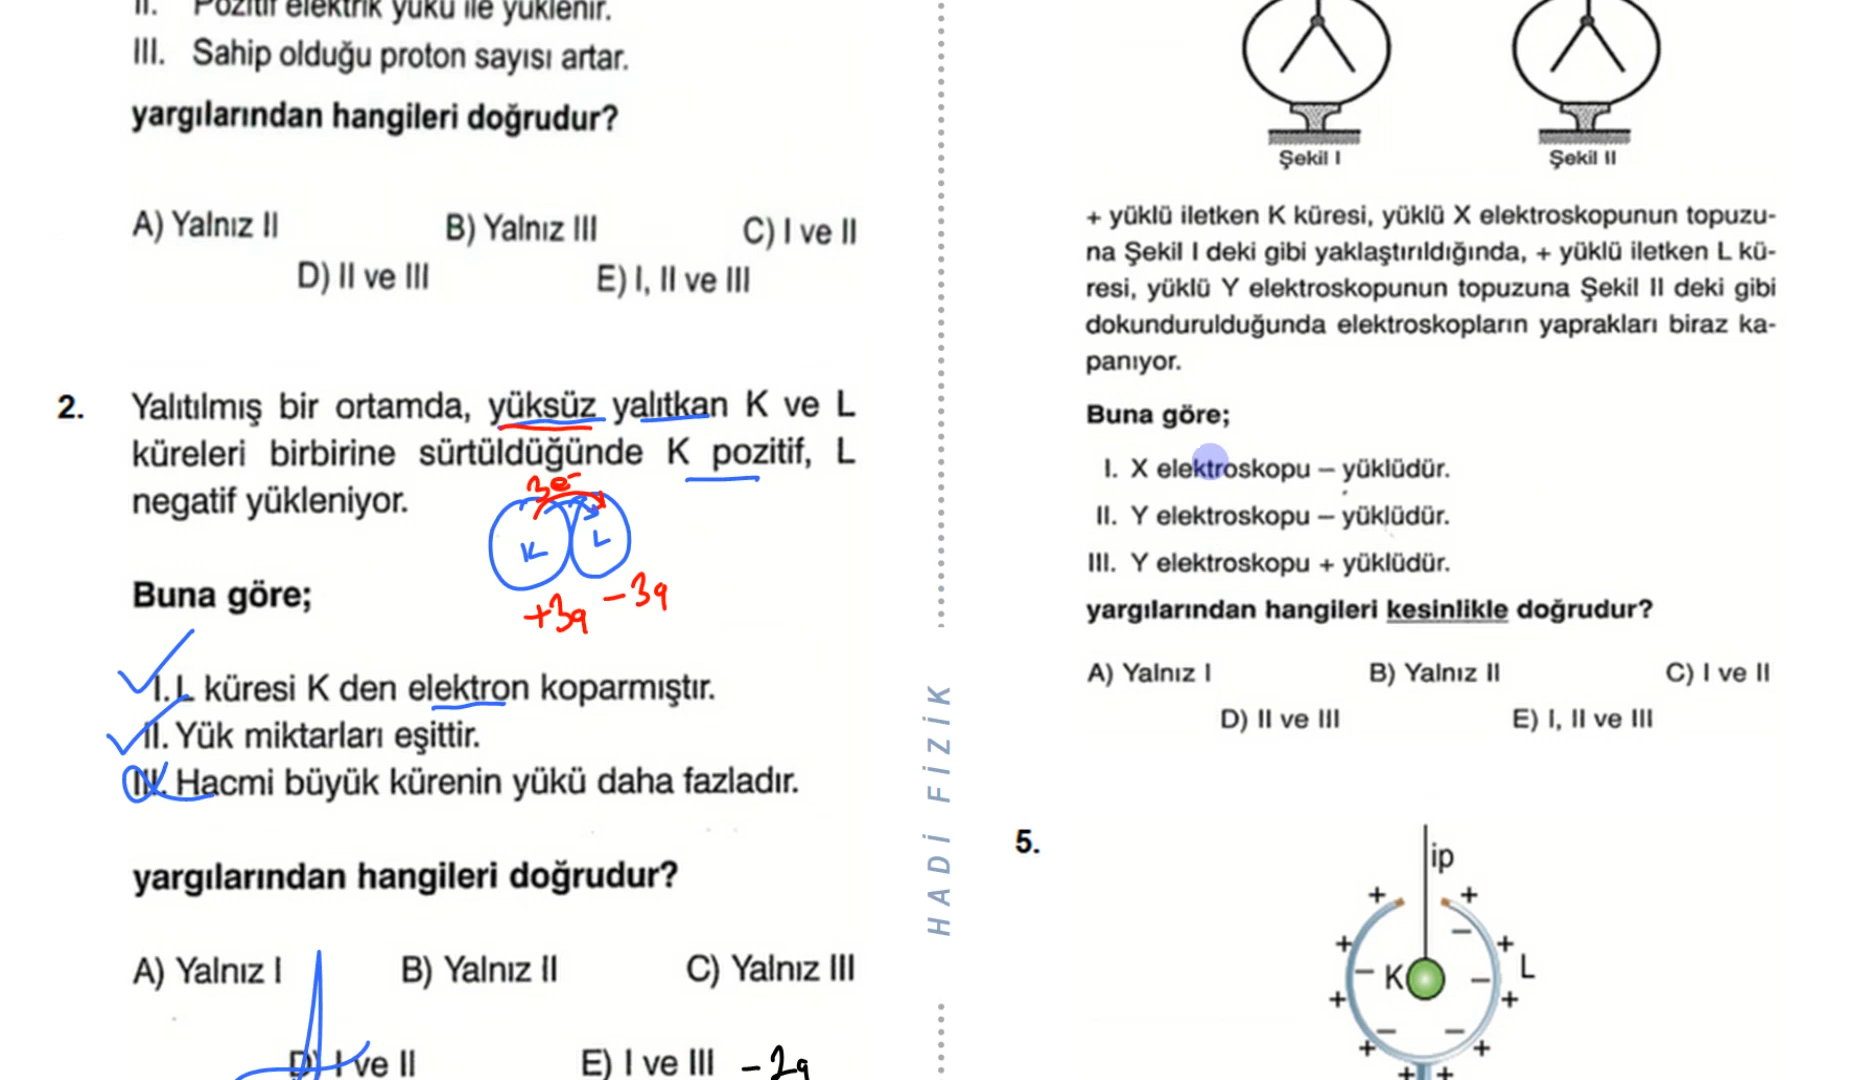 II. Pozitif elektrik yükü ile yüklenir.
III. Sahip olduğu proton sayısı artar.
yargılarından hangileri doğrudur?
A) Yalnız II B) Yalnız III C) I ve II
D) II ve III E) I, II ve III
2. Yalıtılmış bir ortamda, yüksüz yalıtkan K ve L
küreleri birbirine sürtüldüğünde K pozitif, L
negatif yükleniyor.
3e-
K L
+3q -3q
Buna göre;
I. L küresi K den elektron koparmıştır.
II. Yük miktarları eşittir.
III. Hacmi büyük kürenin yükü daha fazladır.
yargılarından hangileri doğrudur?
A) Yalnız I B) Yalnız II C) Yalnız III
D) I ve II E) I ve III -2q
HADİ FİZİK
Şekil I Şekil II
+ yüklü iletken K küresi, yüklü X elektroskopunun topuzu-
na Şekil I deki gibi yaklaştırıldığında, + yüklü iletken L kü-
resi, yüklü Y elektroskopunun topuzuna Şekil II deki gibi
dokundurulduğunda elektroskopların yaprakları biraz ka-
panıyor.
Buna göre;
I. X elektroskopu – yüklüdür.
II. Y elektroskopu – yüklüdür.
III. Y elektroskopu + yüklüdür.
yargılarından hangileri kesinlikle doğrudur?
A) Yalnız I B) Yalnız II C) I ve II
D) II ve III E) I, II ve III
5.
ip
+ +
–
+ +
– K – L
+ +
– –
+ +
+ +